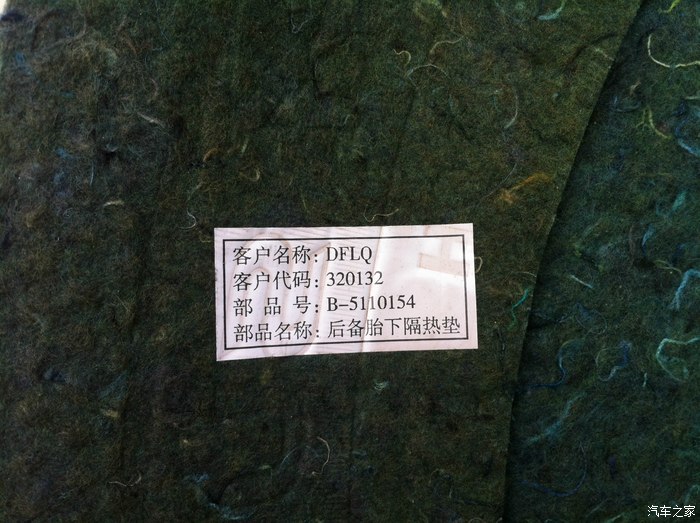 客户名称：DFLQ
客户代码：320132
部 品 号：B-5110154
部品名称：后备胎下隔热垫
汽车之家